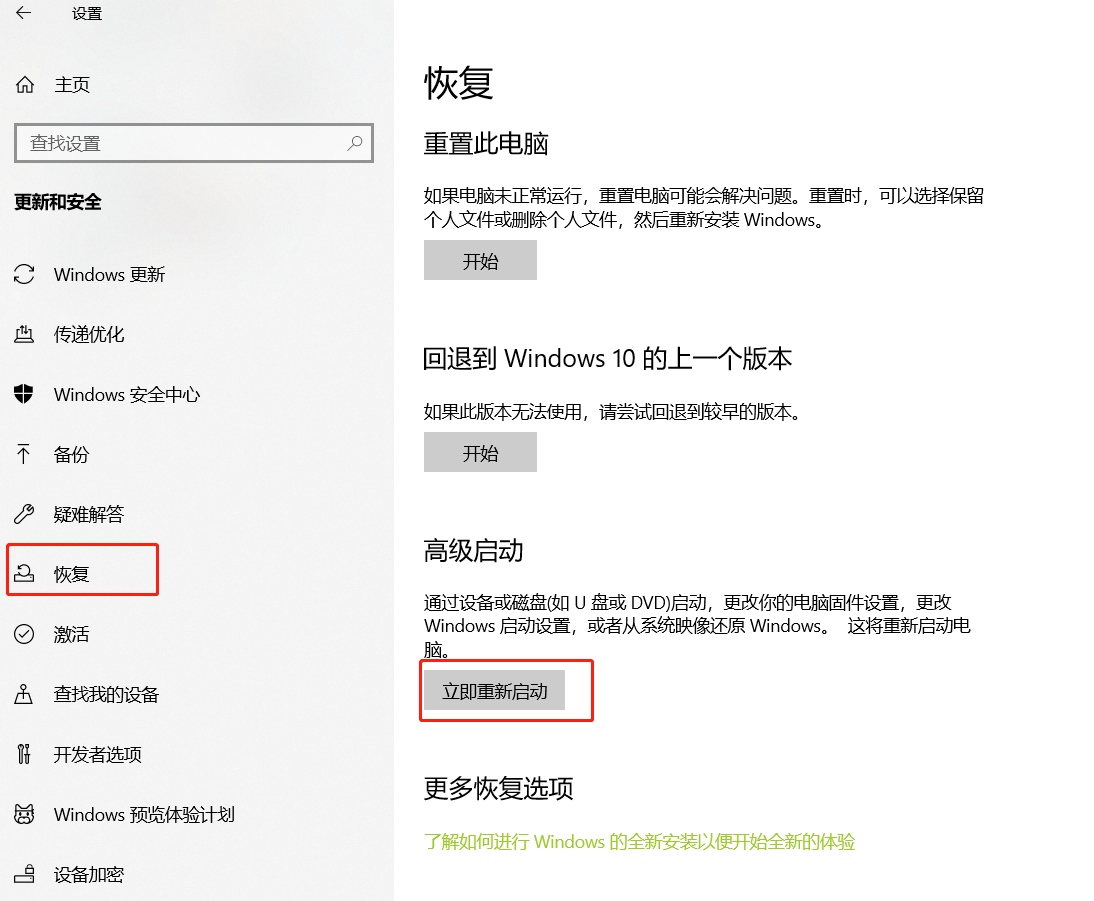 设置
主页
查找设置
更新和安全
Windows 更新
传递优化
Windows 安全中心
备份
疑难解答
恢复
激活
查找我的设备
开发者选项
Windows 预览体验计划
设备加密
恢复
重置此电脑
如果电脑未正常运行，重置电脑可能会解决问题。重置时，可以选择保留
个人文件或删除个人文件，然后重新安装 Windows。
开始
回退到 Windows 10 的上一个版本
如果此版本无法使用，请尝试回退到较早的版本。
开始
高级启动
通过设备或磁盘(如 U 盘或 DVD)启动，更改你的电脑固件设置，更改
Windows 启动设置，或者从系统映像还原 Windows。 这将重新启动电
脑。
立即重新启动
更多恢复选项
了解如何进行 Windows 的全新安装以便开始全新的体验